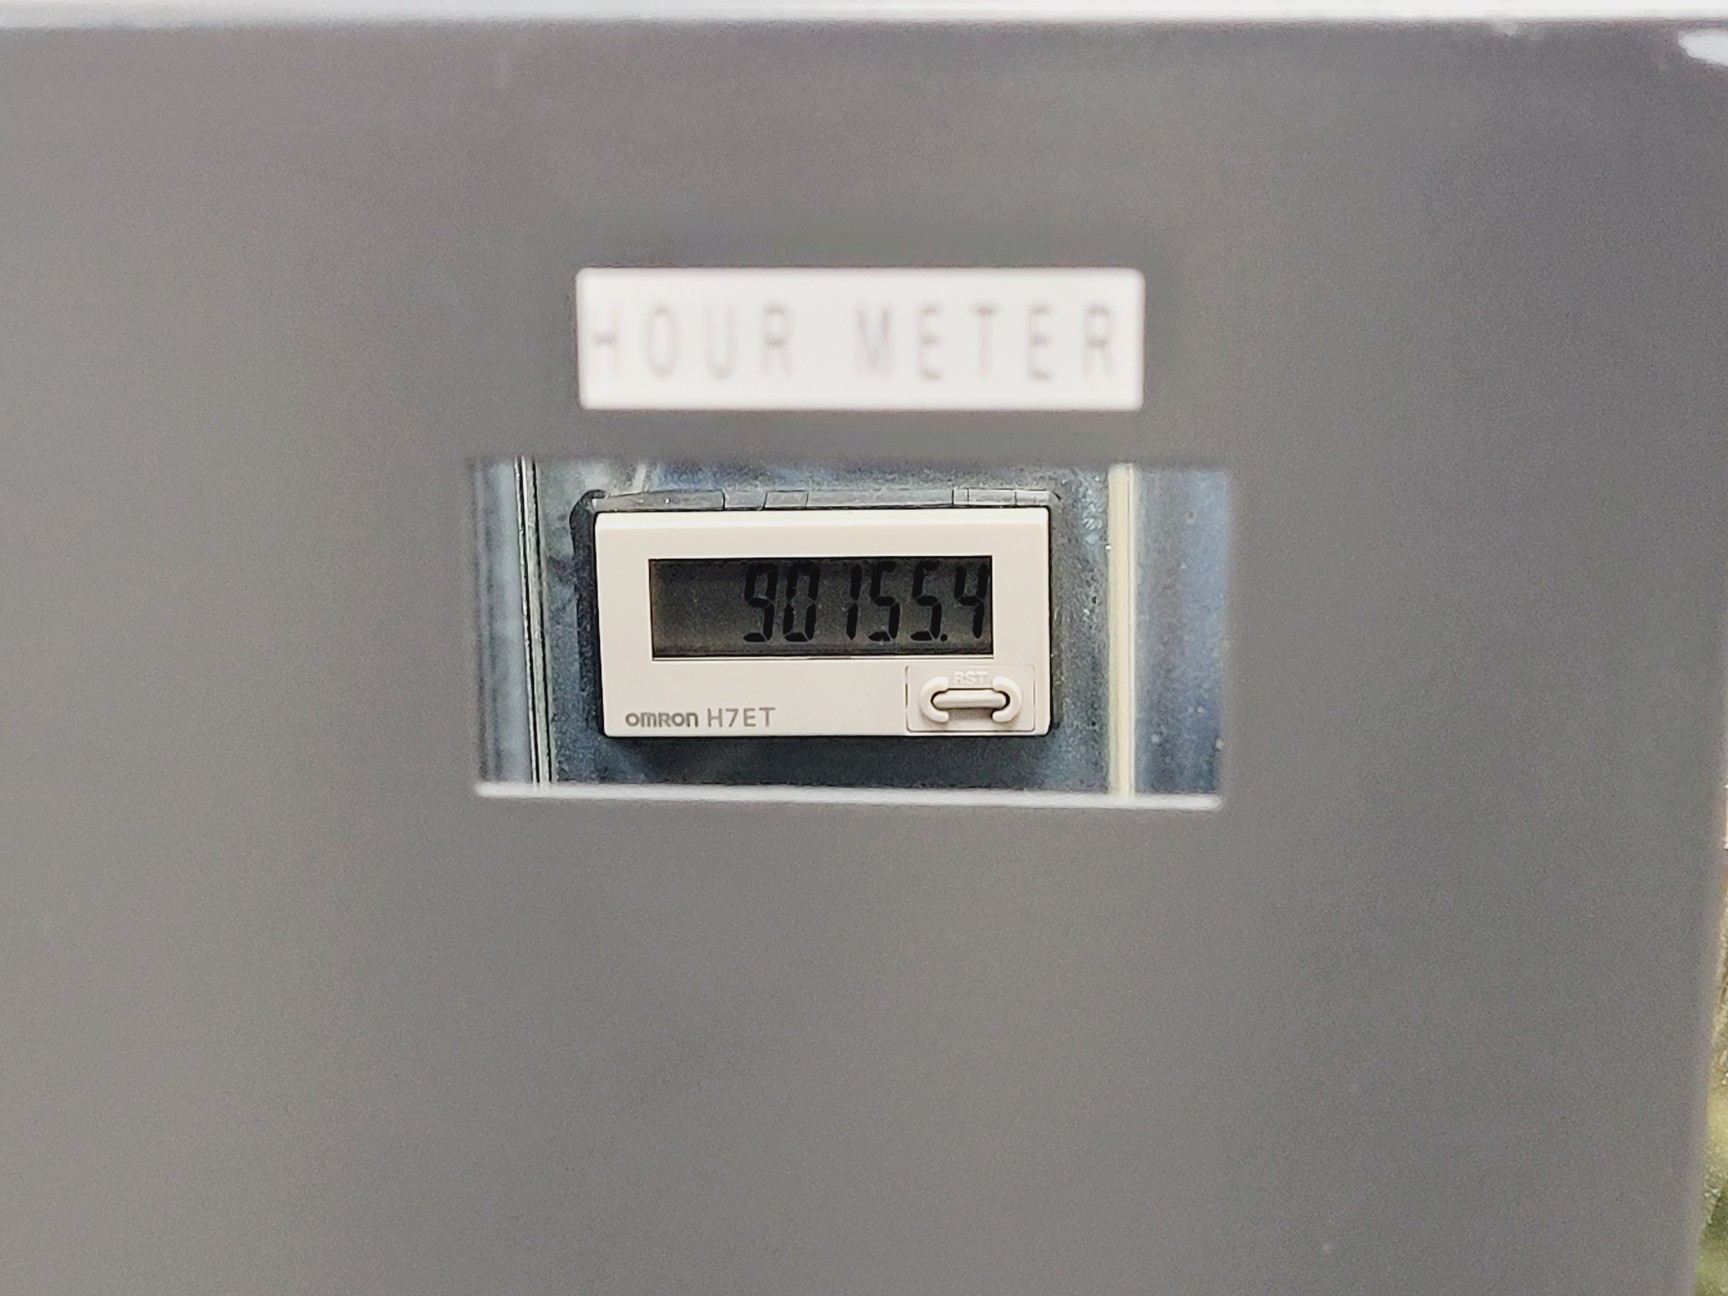 HOUR METER
90155.4
RST
omron H7ET